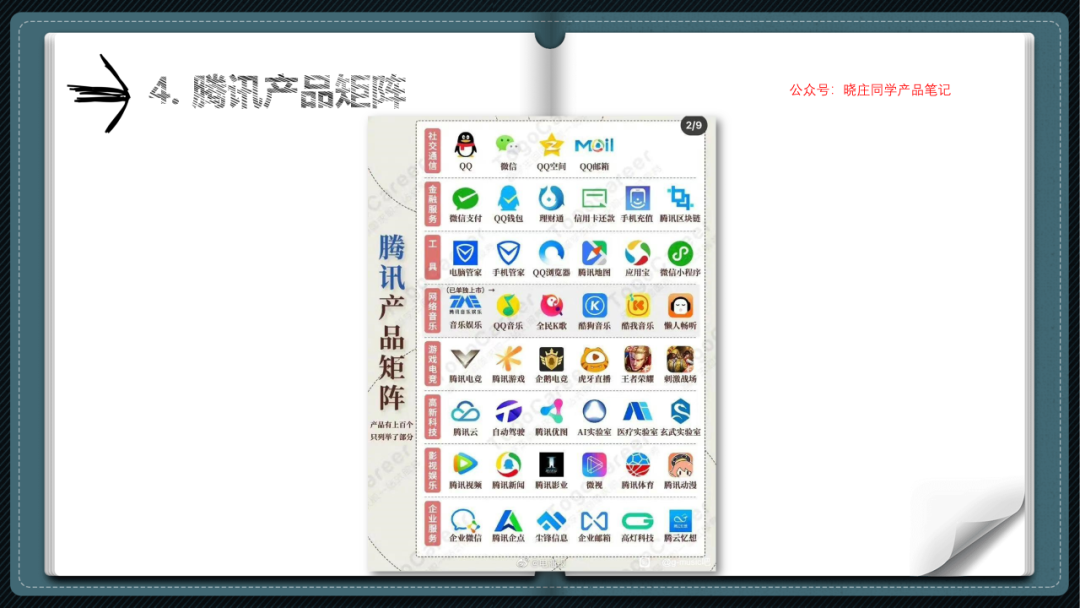 4. 腾讯产品矩阵
公众号：晓庄同学产品笔记
2/9
腾讯产品矩阵
产品有上百个
只列举了部分
社交通信
Mail
QQ 微信 QQ空间 QQ邮箱
金融服务
微信支付 QQ钱包 理财通 信用卡还款 手机充值 腾讯区块链
工具
电脑管家 手机管家 QQ浏览器 腾讯地图 应用宝 微信小程序
网络音乐
(已单独上市) →
TME
腾讯音乐娱乐
音乐娱乐 QQ音乐 全民K歌 酷狗音乐 酷我音乐 懒人畅听
游戏电竞
腾讯电竞 腾讯游戏 企鹅电竞 虎牙直播 王者荣耀 刺激战场
高新科技
腾讯云 自动驾驶 腾讯优图 AI实验室 医疗实验室 玄武实验室
影视娱乐
腾讯视频 腾讯新闻 腾讯影业 微视 腾讯体育 腾讯动漫
企业服务
企业微信 腾讯企点 尘锋信息 企业邮箱 高灯科技 腾云忆想